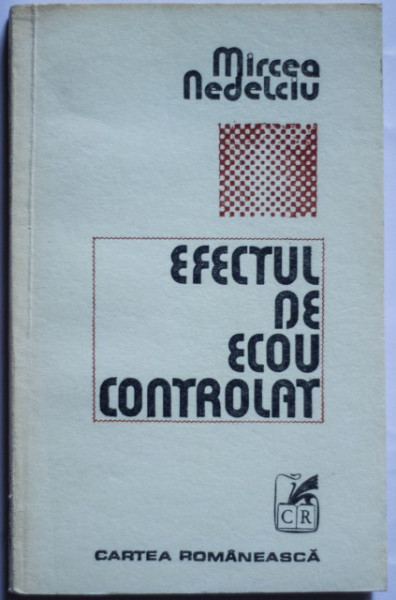 Mircea
Nedelciu
EFECTUL
DE
ECOU
CONTROLAT
CR
CARTEA ROMÂNEASCĂ